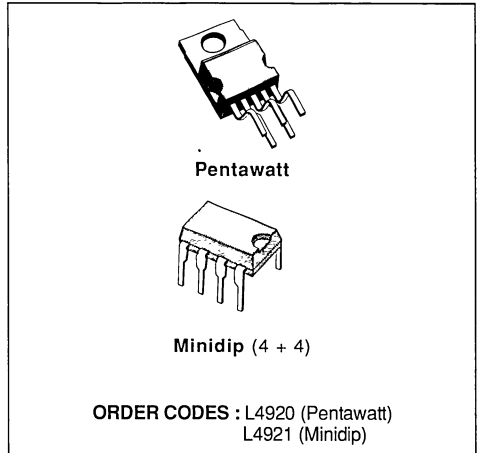 Pentawatt
Minidip (4 + 4)
ORDER CODES : L4920 (Pentawatt)
L4921 (Minidip)